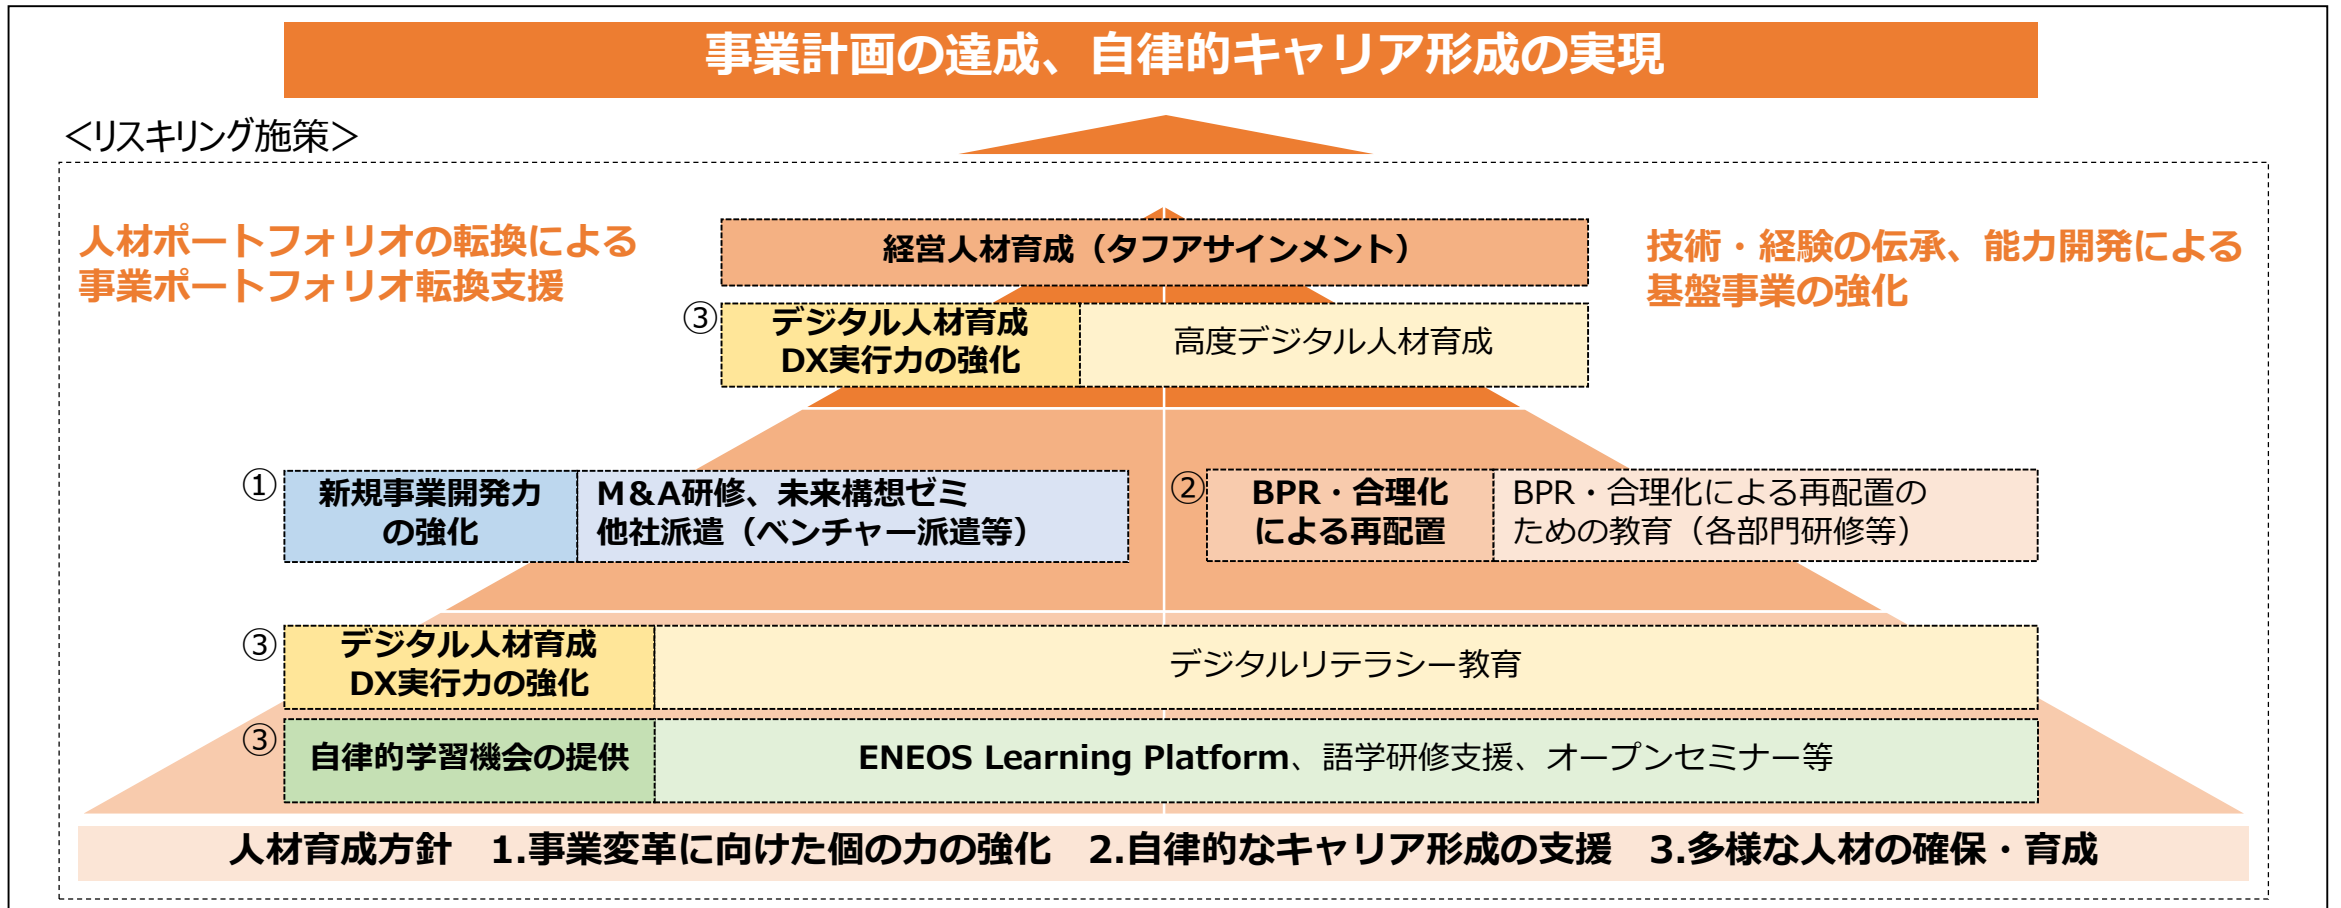 事業計画の達成、自律的キャリア形成の実現
＜リスキリング施策＞
人材ポートフォリオの転換による
事業ポートフォリオ転換支援
技術・経験の伝承、能力開発による
基盤事業の強化
経営人材育成（タフアサインメント）
③
デジタル人材育成
DX実行力の強化
高度デジタル人材育成
①
新規事業開発力
の強化
M&A研修、未来構想ゼミ
他社派遣（ベンチャー派遣等）
②
BPR・合理化
による再配置
BPR・合理化による再配置の
ための教育（各部門研修等）
③
デジタル人材育成
DX実行力の強化
デジタルリテラシー教育
③
自律的学習機会の提供
ENEOS Learning Platform、語学研修支援、オープンセミナー等
人材育成方針　1.事業変革に向けた個の力の強化　2.自律的なキャリア形成の支援　3.多様な人材の確保・育成